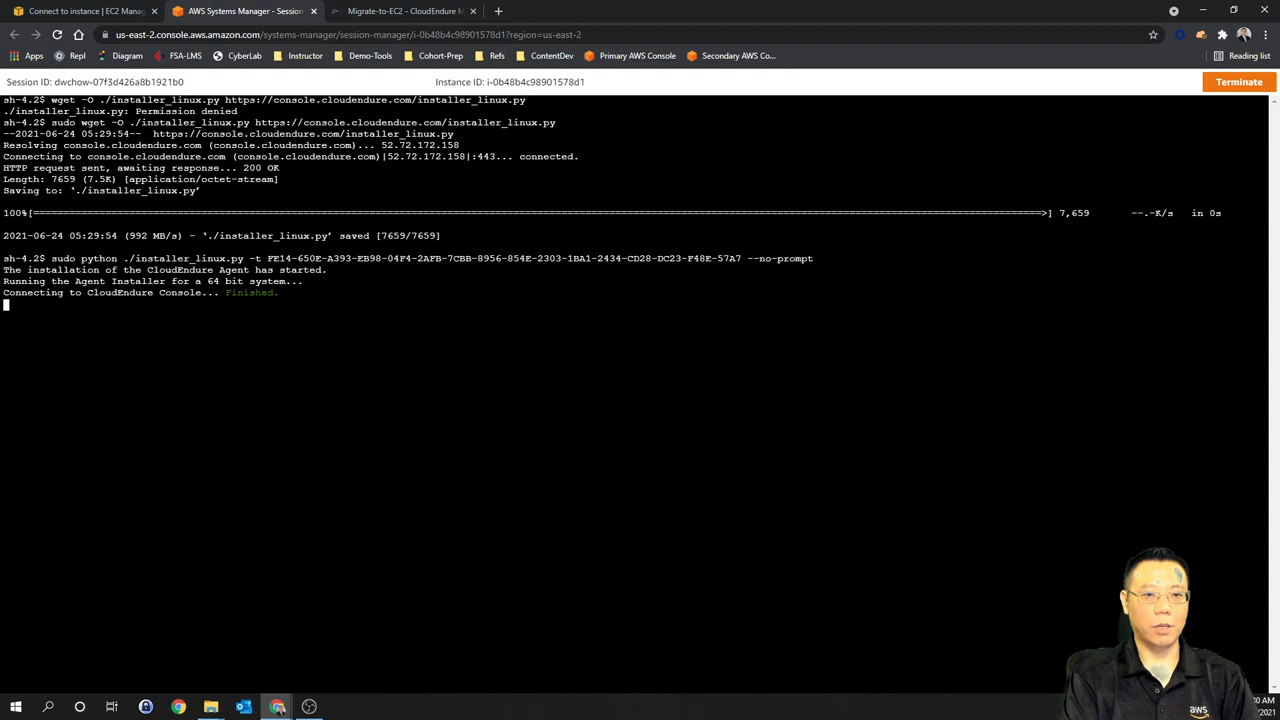 Connect to instance | EC2 Manag
AWS Systems Manager - Session
Migrate-to-EC2 - CloudEndure M
us-east-2.console.aws.amazon.com/systems-manager/session-manager/i-0b48b4c98901578d1?region=us-east-2
Apps Repl Diagram FSA-LMS CyberLab Instructor Demo-Tools Cohort-Prep Refs ContentDev Primary AWS Console Secondary AWS Co... Reading list
Session ID: dwchow-07f3d426a8b1921b0 Instance ID: i-0b48b4c98901578d1 Terminate
sh-4.2$ wget -O ./installer_linux.py https://console.cloudendure.com/installer_linux.py
./installer_linux.py: Permission denied
sh-4.2$ sudo wget -O ./installer_linux.py https://console.cloudendure.com/installer_linux.py
--2021-06-24 05:29:54-- https://console.cloudendure.com/installer_linux.py
Resolving console.cloudendure.com (console.cloudendure.com)... 52.72.172.158
Connecting to console.cloudendure.com (console.cloudendure.com)|52.72.172.158|:443... connected.
HTTP request sent, awaiting response... 200 OK
Length: 7659 (7.5K) [application/octet-stream]
Saving to: ‘./installer_linux.py’
100%[======================================>] 7,659 --.-K/s in 0s
2021-06-24 05:29:54 (992 MB/s) - ‘./installer_linux.py’ saved [7659/7659]
sh-4.2$ sudo python ./installer_linux.py -t FE14-650E-A393-EB98-04F4-2AFB-7CBB-8956-854E-2303-1BA1-2434-CD28-DC23-F48E-57A7 --no-prompt
The installation of the CloudEndure Agent has started.
Running the Agent Installer for a 64 bit system...
Connecting to CloudEndure Console... Finished.
aws